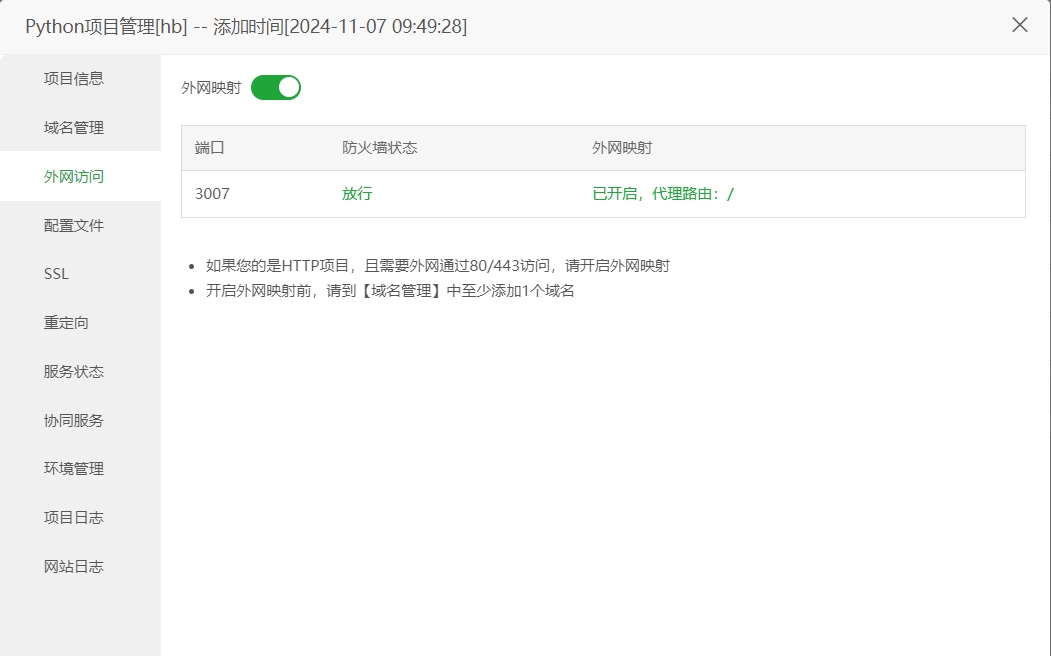 Python项目管理[hb] -- 添加时间[2024-11-07 09:49:28]
项目信息
域名管理
外网访问
配置文件
SSL
重定向
服务状态
协同服务
环境管理
项目日志
网站日志
外网映射
端口 防火墙状态 外网映射
3007 放行 已开启，代理路由：/
如果您的是HTTP项目，且需要外网通过80/443访问，请开启外网映射
开启外网映射前，请到【域名管理】中至少添加1个域名